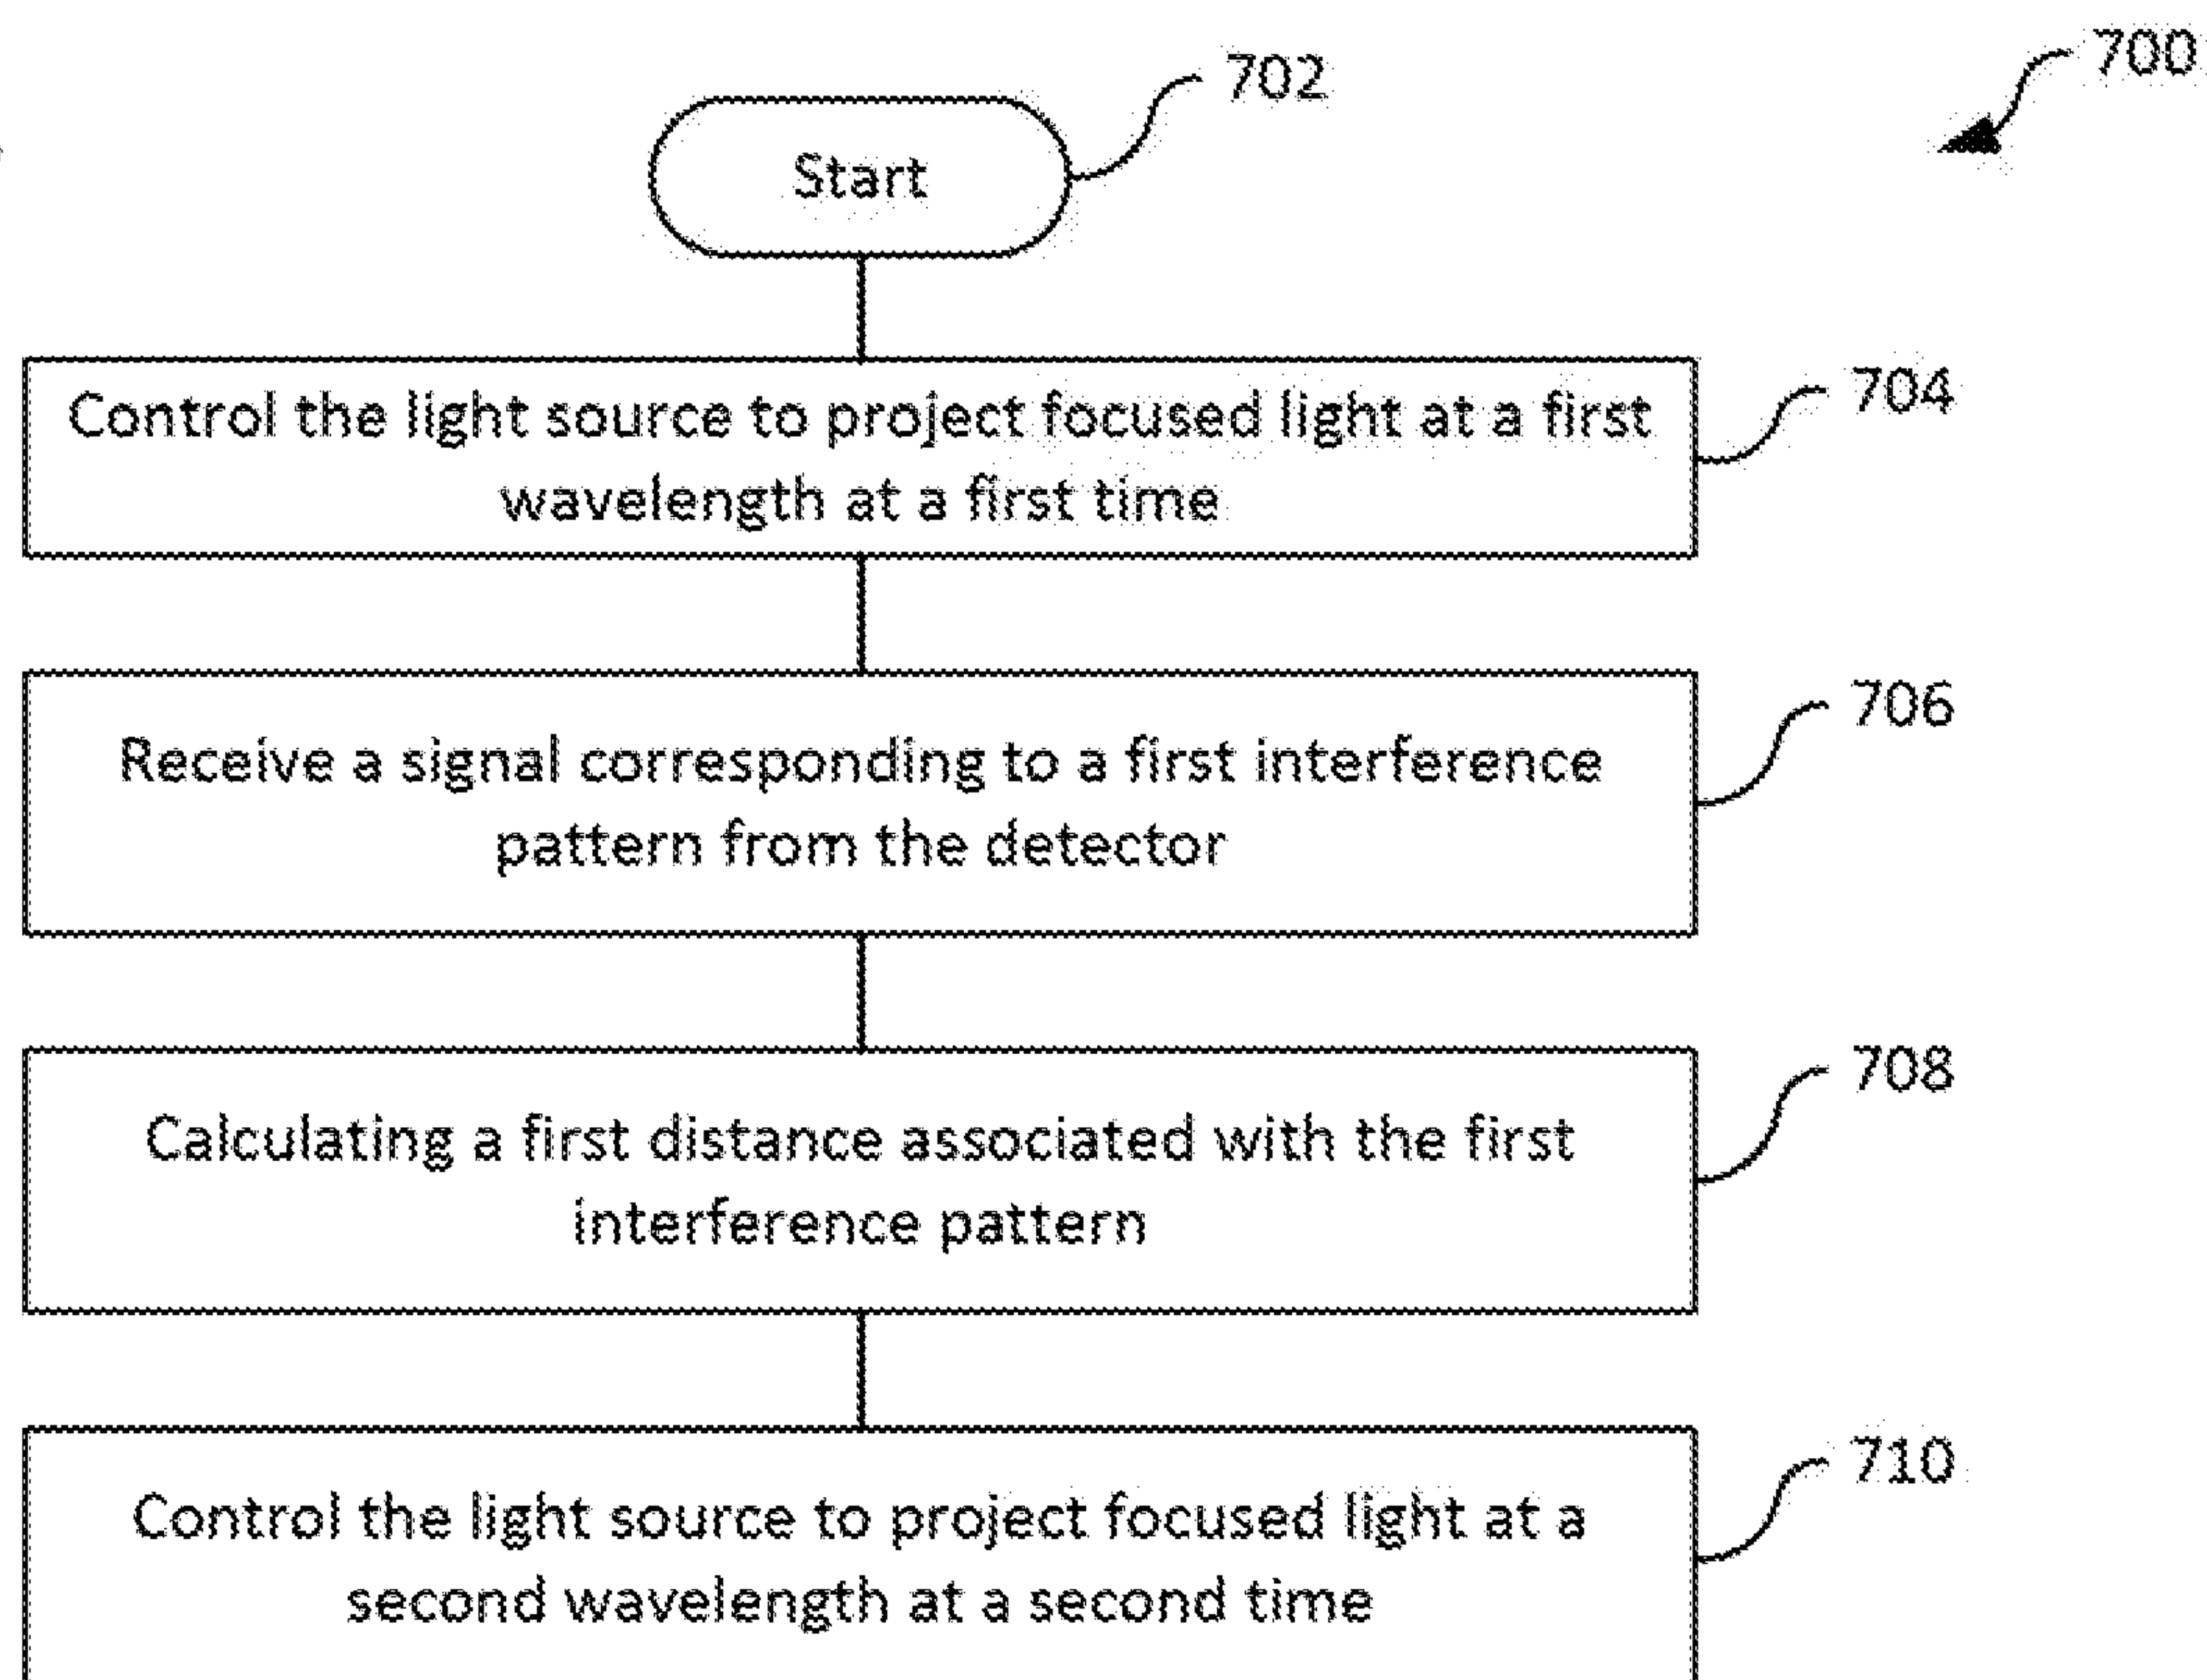 700
702
Start
704
Control the light source to project focused light at a first
wavelength at a first time
706
Receive a signal corresponding to a first interference
pattern from the detector
708
Calculating a first distance associated with the first
interference pattern
710
Control the light source to project focused light at a
second wavelength at a second time